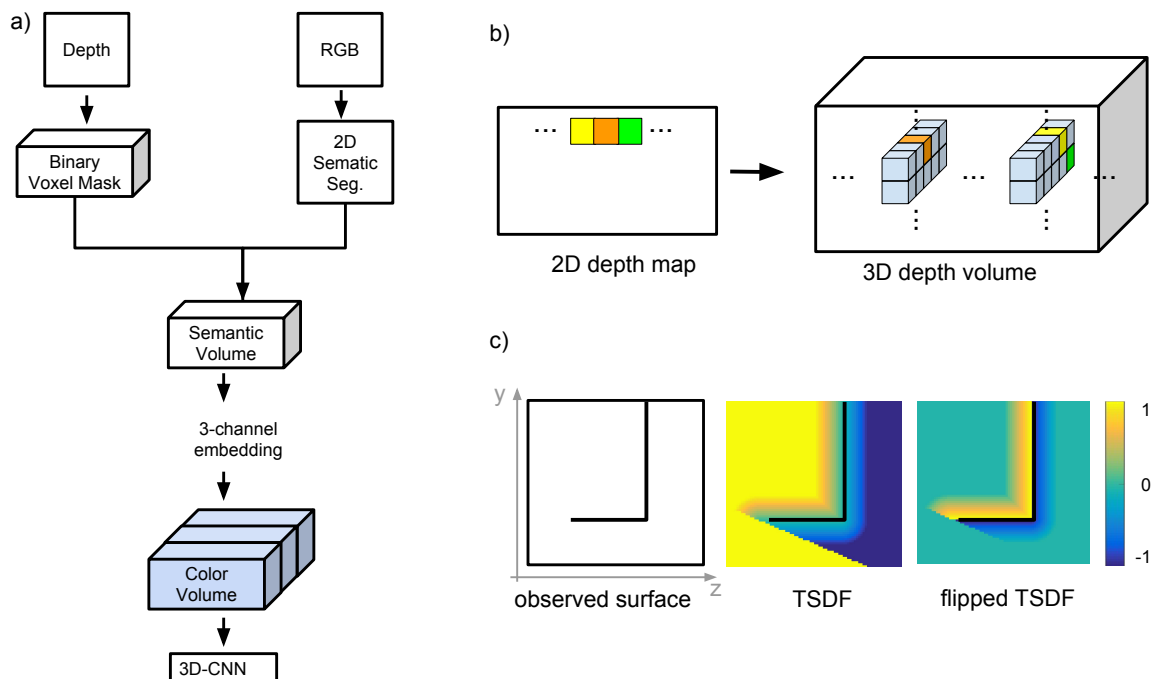 a)
Depth
RGB
Binary
Voxel Mask
2D
Sematic
Seg.
Semantic
Volume
3-channel
embedding
Color
Volume
3D-CNN
b)
...
...
2D depth map
...
...
...
...
...
...
...
3D depth volume
c)
y
z
observed surface
TSDF
flipped TSDF
1
0
-1